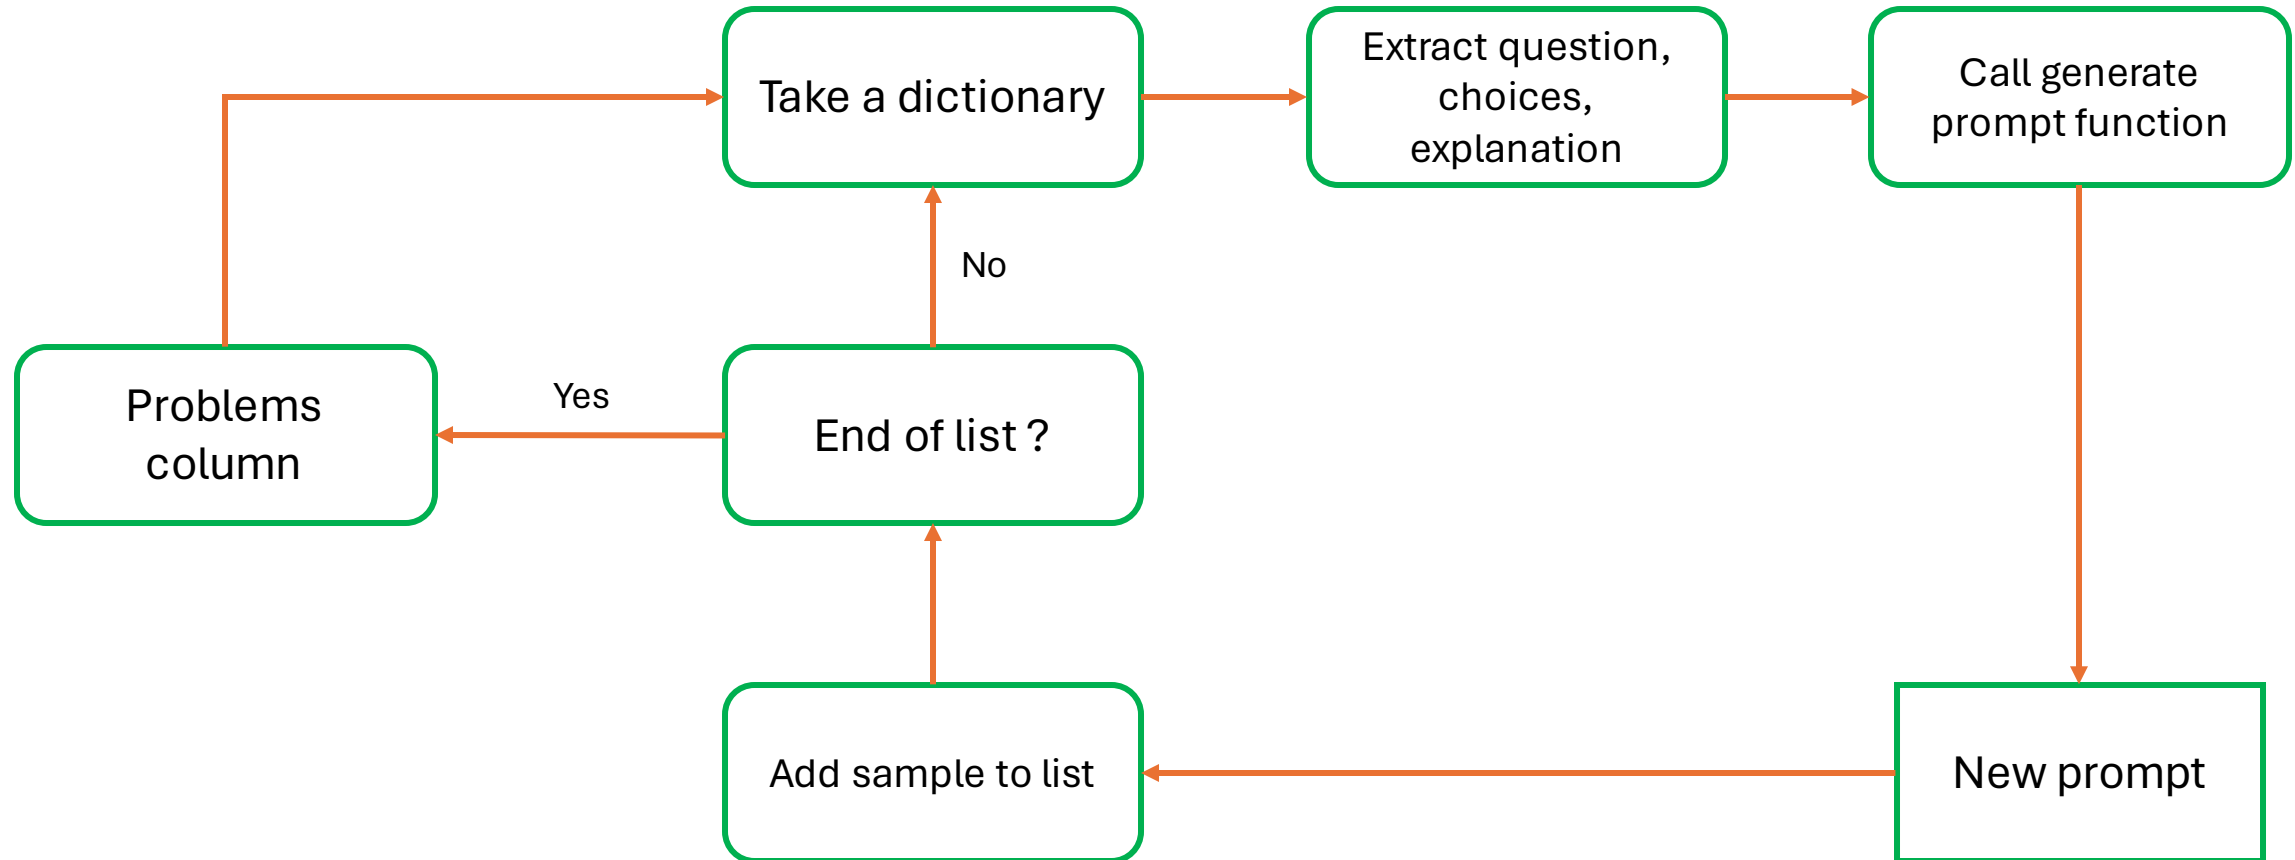 Take a dictionary
Extract question,
choices,
explanation
Call generate
prompt function
No
Problems
column
Yes
End of list ?
Add sample to list
New prompt